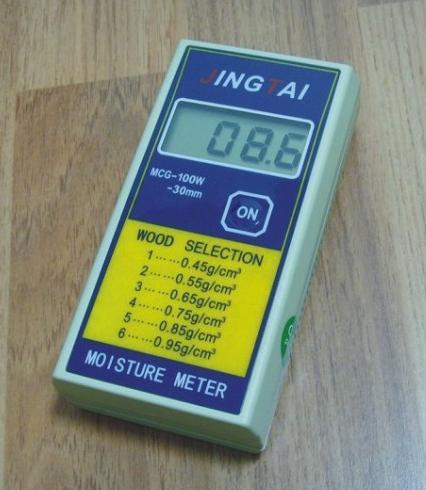 JINGTAI
08.6
MCG-100W
-30mm
ON
WOOD SELECTION
1……0.45g/cm³
2……0.55g/cm³
3……0.65g/cm³
4……0.75g/cm³
5……0.85g/cm³
6……0.95g/cm³
MOISTURE METER